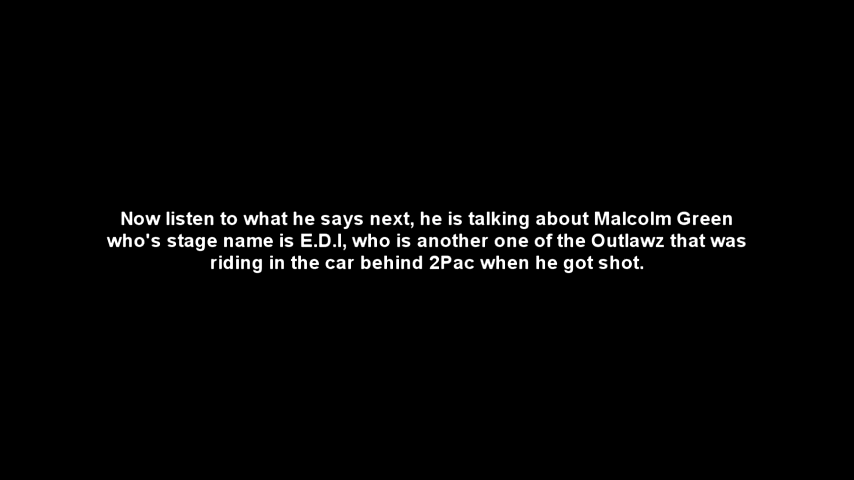 Now listen to what he says next, he is talking about Malcolm Green
who's stage name is E.D.I, who is another one of the Outlawz that was
riding in the car behind 2Pac when he got shot.